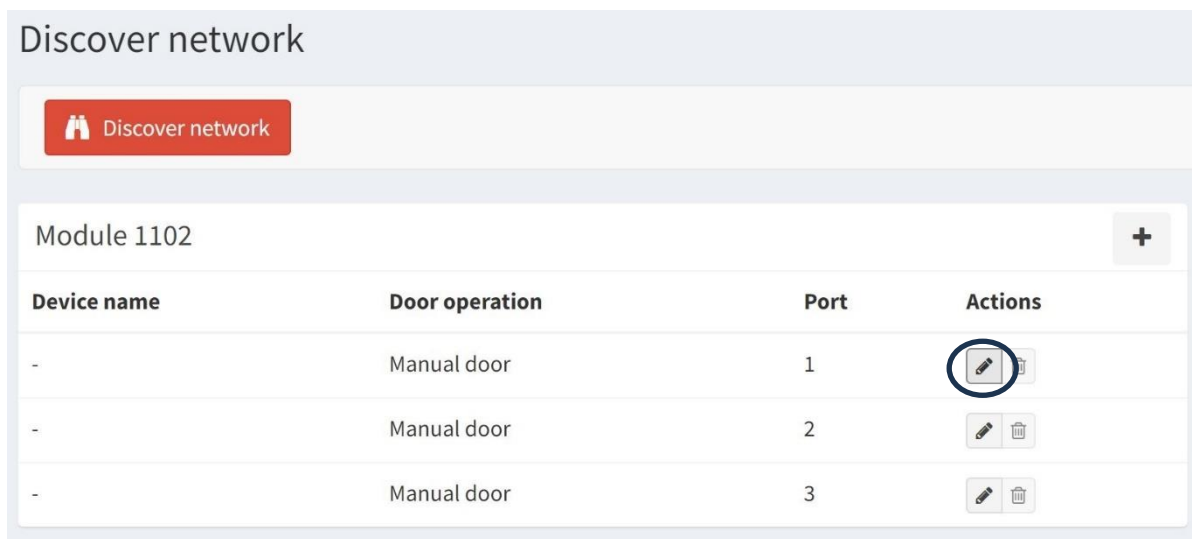 Discover network
Discover network
Module 1102
Device name Door operation Port Actions
- Manual door 1
- Manual door 2
- Manual door 3